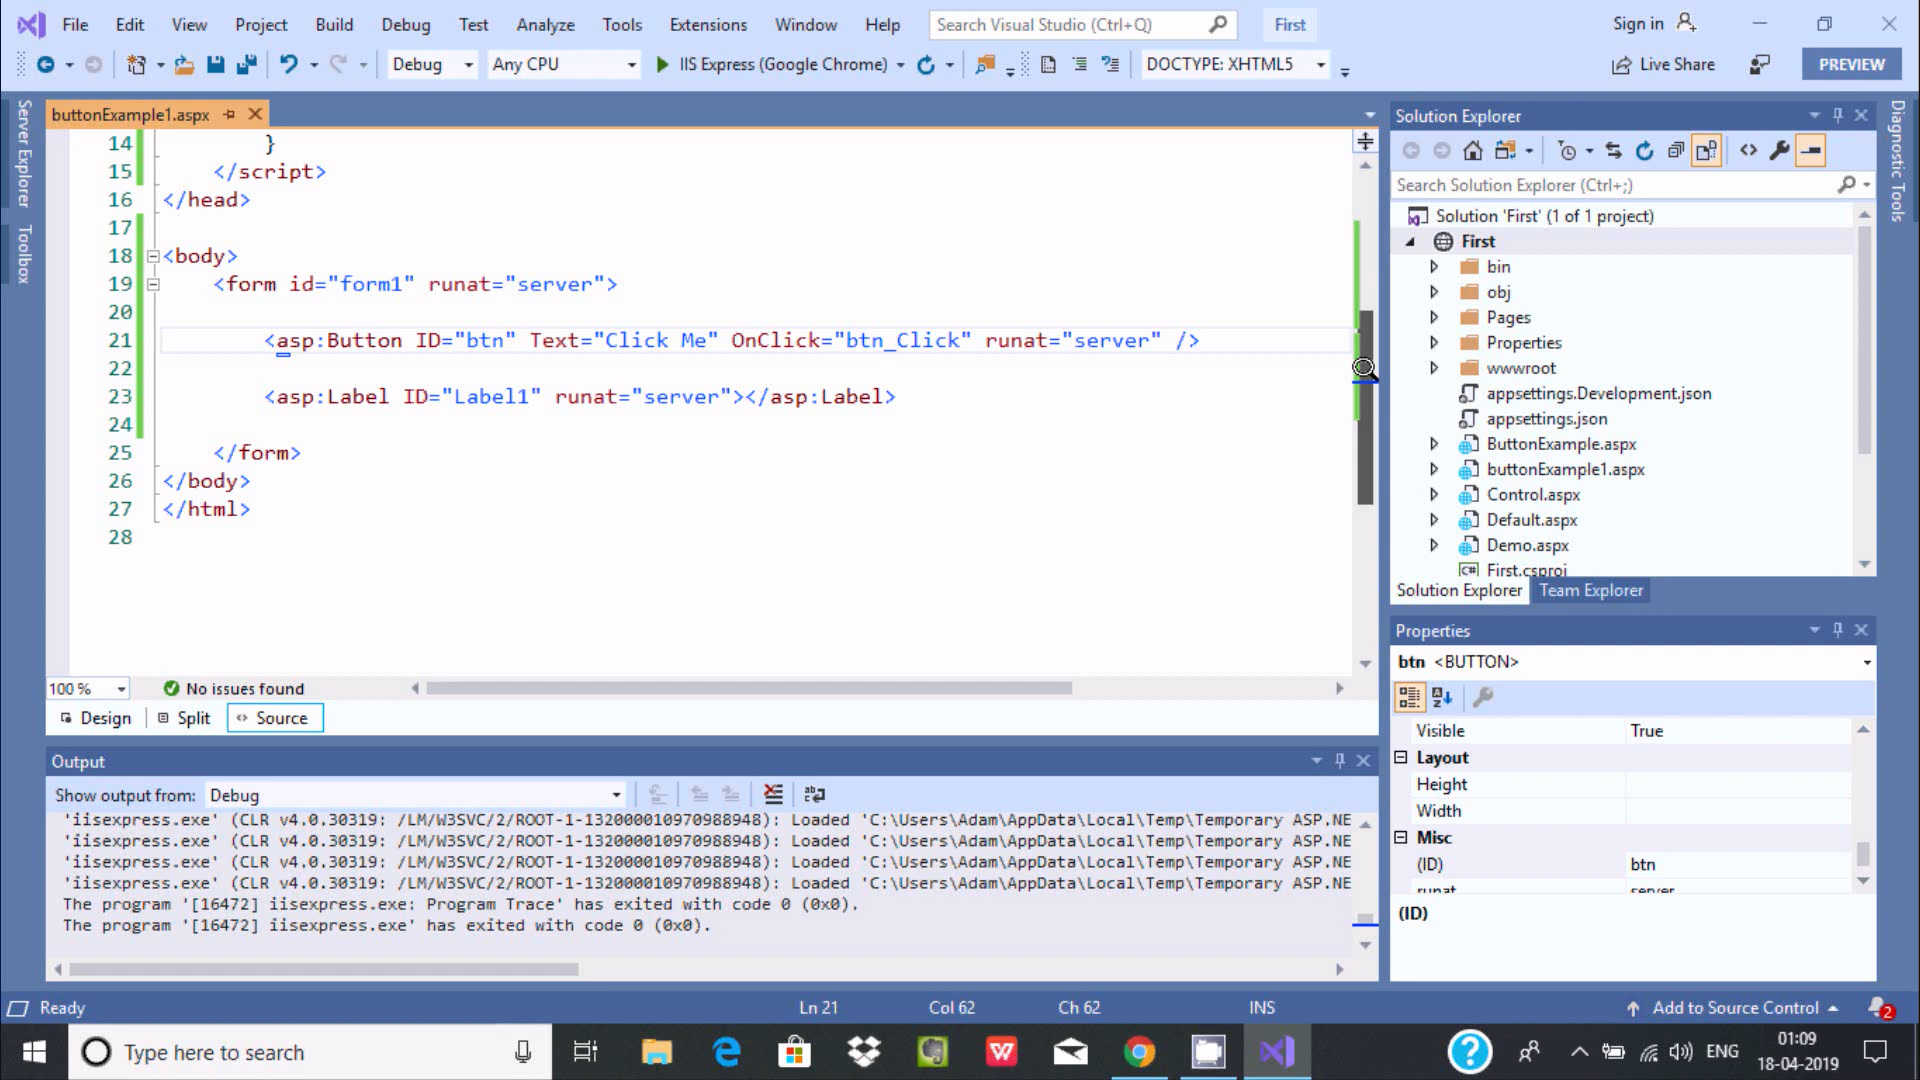 File Edit View Project Build Debug Test Analyze Tools Extensions Window Help Search Visual Studio (Ctrl+Q) First Sign in
Debug Any CPU IIS Express (Google Chrome) DOCTYPE: XHTML5 Live Share PREVIEW
Server Explorer
Toolbox
buttonExample1.aspx
14 }
15 </script>
16 </head>
17
18 <body>
19 <form id="form1" runat="server">
20
21 <asp:Button ID="btn" Text="Click Me" OnClick="btn_Click" runat="server" />
22
23 <asp:Label ID="Label1" runat="server"></asp:Label>
24
25 </form>
26 </body>
27 </html>
28
100 % No issues found
Design Split Source
Output
Show output from: Debug
'iisexpress.exe' (CLR v4.0.30319: /LM/W3SVC/2/ROOT-1-132000010970988948): Loaded 'C:\Users\Adam\AppData\Local\Temp\Temporary ASP.NE
'iisexpress.exe' (CLR v4.0.30319: /LM/W3SVC/2/ROOT-1-132000010970988948): Loaded 'C:\Users\Adam\AppData\Local\Temp\Temporary ASP.NE
'iisexpress.exe' (CLR v4.0.30319: /LM/W3SVC/2/ROOT-1-132000010970988948): Loaded 'C:\Users\Adam\AppData\Local\Temp\Temporary ASP.NE
'iisexpress.exe' (CLR v4.0.30319: /LM/W3SVC/2/ROOT-1-132000010970988948): Loaded 'C:\Users\Adam\AppData\Local\Temp\Temporary ASP.NE
The program '[16472] iisexpress.exe: Program Trace' has exited with code 0 (0x0).
The program '[16472] iisexpress.exe' has exited with code 0 (0x0).
Solution Explorer
Search Solution Explorer (Ctrl+;)
Solution 'First' (1 of 1 project)
First
bin
obj
Pages
Properties
wwwroot
appsettings.Development.json
appsettings.json
ButtonExample.aspx
buttonExample1.aspx
Control.aspx
Default.aspx
Demo.aspx
C# First.csproj
Solution Explorer Team Explorer
Properties
btn <BUTTON>
Visible True
Layout
Height
Width
Misc
(ID) btn
runat server
(ID)
Diagnostic Tools
Ready Ln 21 Col 62 Ch 62 INS Add to Source Control 2
Type here to search ENG 01:09
18-04-2019